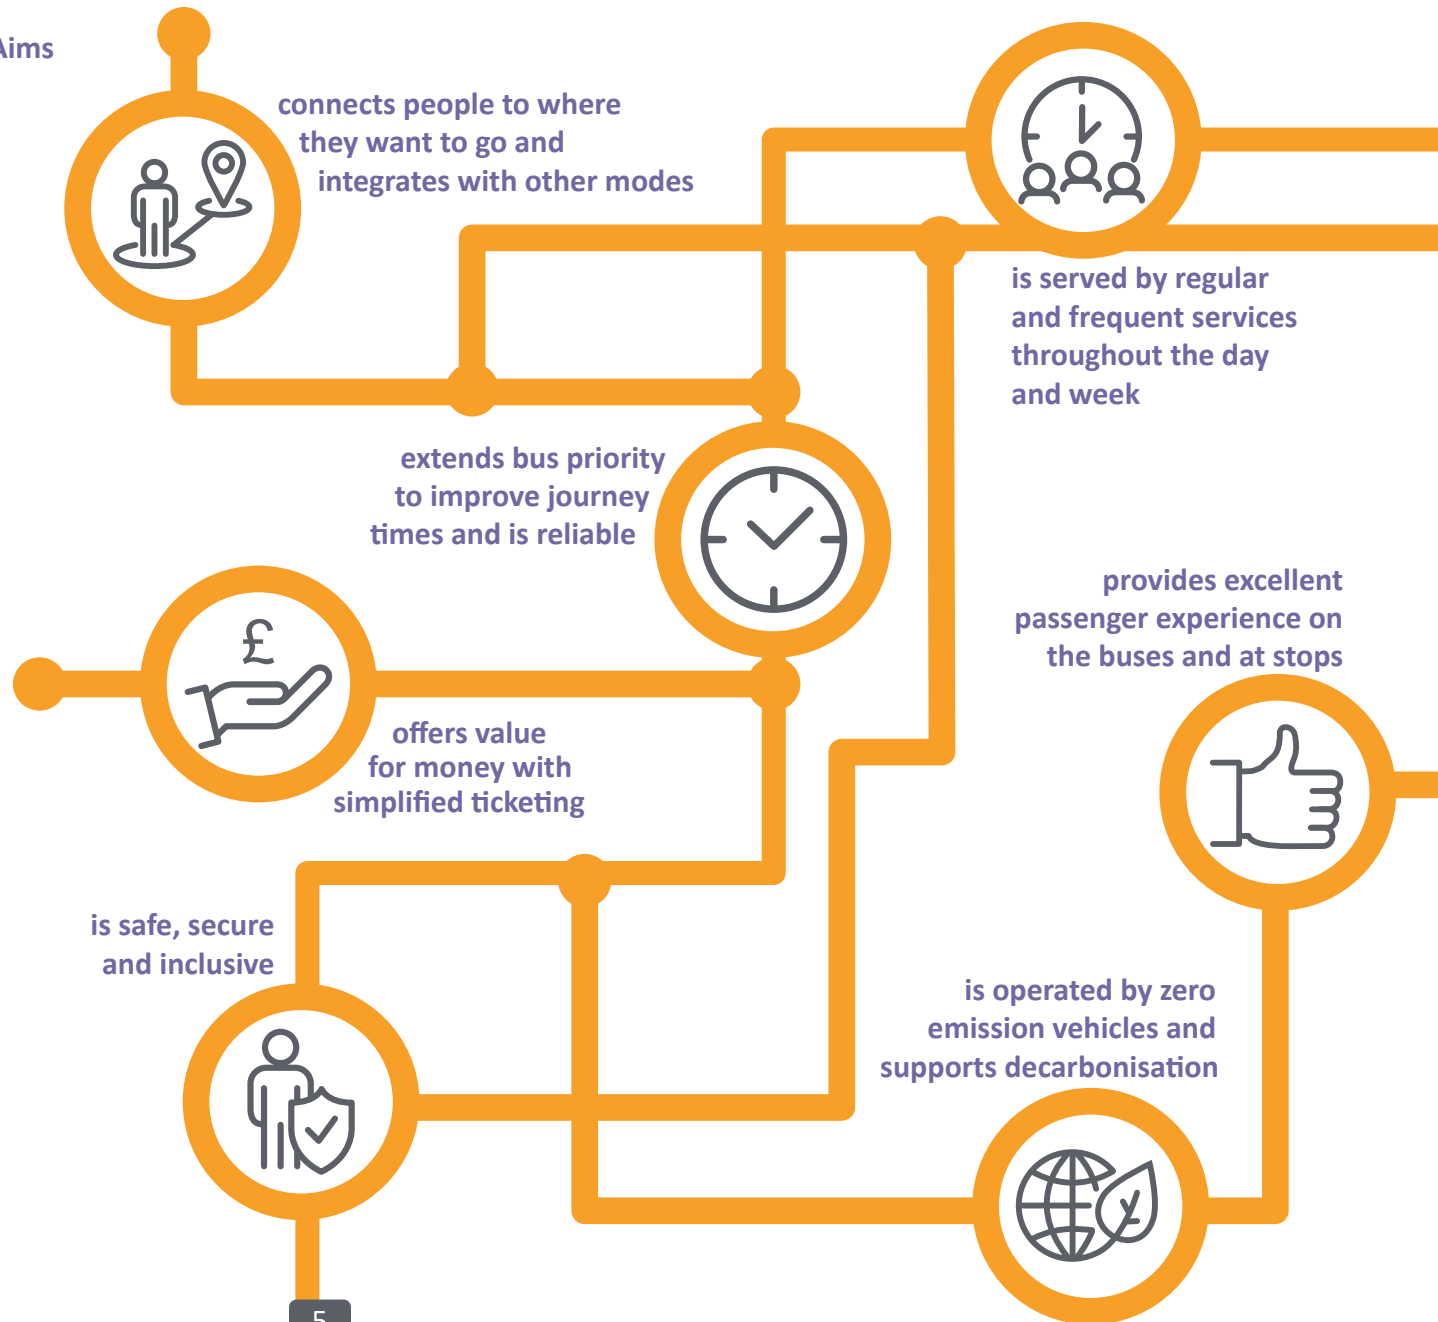 Aims
connects people to where
they want to go and
integrates with other modes
is served by regular
and frequent services
throughout the day
and week
extends bus priority
to improve journey
times and is reliable
provides excellent
passenger experience on
the buses and at stops
£
offers value
for money with
simplified ticketing
is safe, secure
and inclusive
is operated by zero
emission vehicles and
supports decarbonisation
5